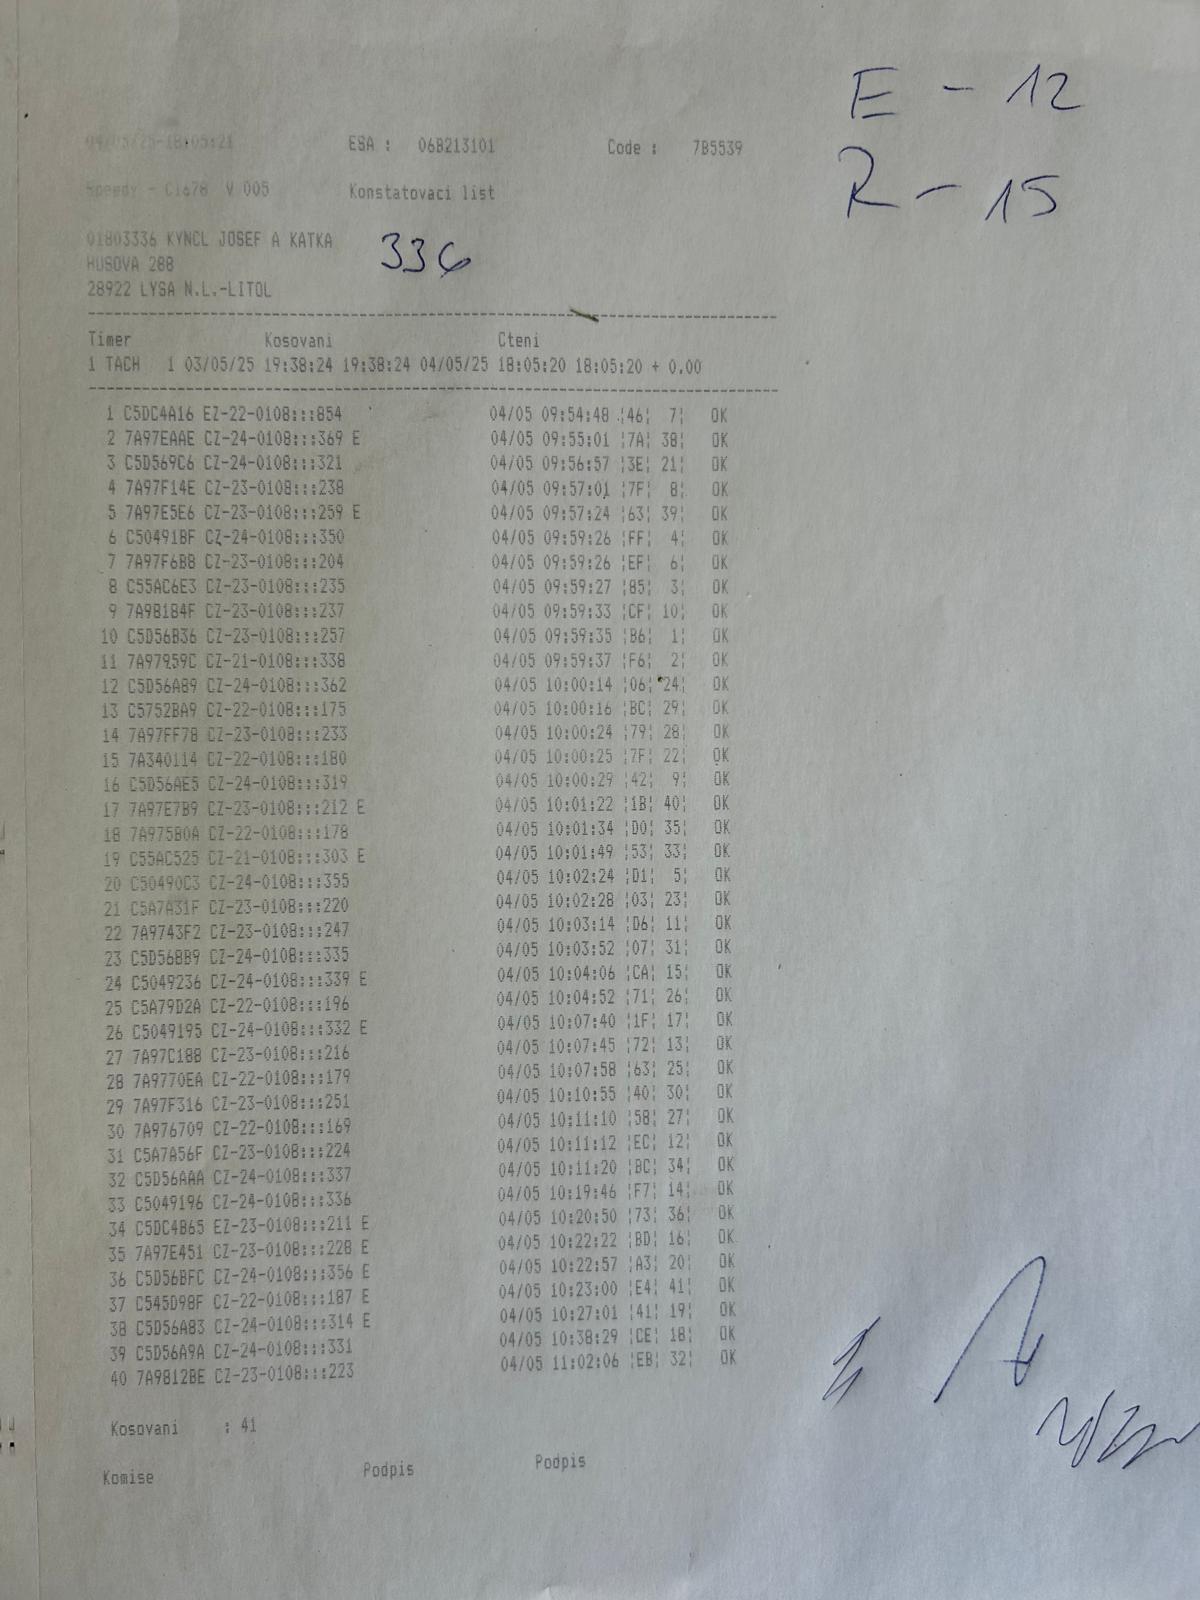 E - 12
04/05/25-18:05:21 ESA : 06B213101 Code : 7B5539
R - 15
Speedy - C1678 V 005 Konstatovaci list
01803336 KYNCL JOSEF A KATKA 336
HUSOVA 288
28922 LYSA N.L.-LITOL
Timer Kosovani Cteni
1 TACH 1 03/05/25 19:38:24 19:38:24 04/05/25 18:05:20 18:05:20 + 0.00
1 C5DC4A16 EZ-22-0108:::854 04/05 09:54:48 ¦46¦ 7¦ OK
2 7A97EAAE CZ-24-0108:::369 E 04/05 09:55:01 ¦7A¦ 38¦ OK
3 C5D569C6 CZ-24-0108:::321 04/05 09:56:57 ¦3E¦ 21¦ OK
4 7A97F14E CZ-23-0108:::238 04/05 09:57:01 ¦7F¦ 8¦ OK
5 7A97E5E6 CZ-23-0108:::259 E 04/05 09:57:24 ¦63¦ 39¦ OK
6 C50491BF CZ-24-0108:::350 04/05 09:59:26 ¦FF¦ 4¦ OK
7 7A97F6B8 CZ-23-0108:::204 04/05 09:59:26 ¦EF¦ 6¦ OK
8 C55AC6E3 CZ-23-0108:::235 04/05 09:59:27 ¦85¦ 3¦ OK
9 7A98184F CZ-23-0108:::237 04/05 09:59:33 ¦CF¦ 10¦ OK
10 C5D56B36 CZ-23-0108:::257 04/05 09:59:35 ¦B6¦ 1¦ OK
11 7A97959C CZ-21-0108:::338 04/05 09:59:37 ¦F6¦ 2¦ OK
12 C5D56A89 CZ-24-0108:::362 04/05 10:00:14 ¦06¦ 24¦ OK
13 C5752BA9 CZ-22-0108:::175 04/05 10:00:16 ¦BC¦ 29¦ OK
14 7A97FF78 CZ-23-0108:::233 04/05 10:00:24 ¦79¦ 28¦ OK
15 7A340114 CZ-22-0108:::180 04/05 10:00:25 ¦7F¦ 22¦ OK
16 C5D56AE5 CZ-24-0108:::319 04/05 10:00:29 ¦42¦ 9¦ OK
17 7A97E7B9 CZ-23-0108:::212 E 04/05 10:01:22 ¦1B¦ 40¦ OK
18 7A975B0A CZ-22-0108:::178 04/05 10:01:34 ¦D0¦ 35¦ OK
19 C55AC525 CZ-21-0108:::303 E 04/05 10:01:49 ¦53¦ 33¦ OK
20 C50490C3 CZ-24-0108:::355 04/05 10:02:24 ¦D1¦ 5¦ OK
21 C5A7A31F CZ-23-0108:::220 04/05 10:02:28 ¦03¦ 23¦ OK
22 7A9743F2 CZ-23-0108:::247 04/05 10:03:14 ¦D6¦ 11¦ OK
23 C5D56BB9 CZ-24-0108:::335 04/05 10:03:52 ¦07¦ 31¦ OK
24 C5049236 CZ-24-0108:::339 E 04/05 10:04:06 ¦CA¦ 15¦ OK
25 C5A79D2A CZ-22-0108:::196 04/05 10:04:52 ¦71¦ 26¦ OK
26 C5049195 CZ-24-0108:::332 E 04/05 10:07:40 ¦1F¦ 17¦ OK
27 7A97C188 CZ-23-0108:::216 04/05 10:07:45 ¦72¦ 13¦ OK
28 7A9770EA CZ-22-0108:::179 04/05 10:07:58 ¦63¦ 25¦ OK
29 7A97F316 CZ-23-0108:::251 04/05 10:10:55 ¦40¦ 30¦ OK
30 7A976709 CZ-22-0108:::169 04/05 10:11:10 ¦58¦ 27¦ OK
31 C5A7A56F CZ-23-0108:::224 04/05 10:11:12 ¦EC¦ 12¦ OK
32 C5D56AAA CZ-24-0108:::337 04/05 10:11:20 ¦BC¦ 34¦ OK
33 C5049196 CZ-24-0108:::336 04/05 10:19:46 ¦F7¦ 14¦ OK
34 C5DC4B65 EZ-23-0108:::211 E 04/05 10:20:50 ¦73¦ 36¦ OK
35 7A97E451 CZ-23-0108:::228 E 04/05 10:22:22 ¦BD¦ 16¦ OK
36 C5D56BFC CZ-24-0108:::356 E 04/05 10:22:57 ¦A3¦ 20¦ OK
37 C545D98F CZ-22-0108:::187 E 04/05 10:23:00 ¦E4¦ 41¦ OK
38 C5D56A83 CZ-24-0108:::314 E 04/05 10:27:01 ¦41¦ 19¦ OK
39 C5D56A9A CZ-24-0108:::331 04/05 10:38:29 ¦CE¦ 18¦ OK
40 7A9812BE CZ-23-0108:::223 04/05 11:02:06 ¦EB¦ 32¦ OK
Kosovani : 41
Komise Podpis Podpis